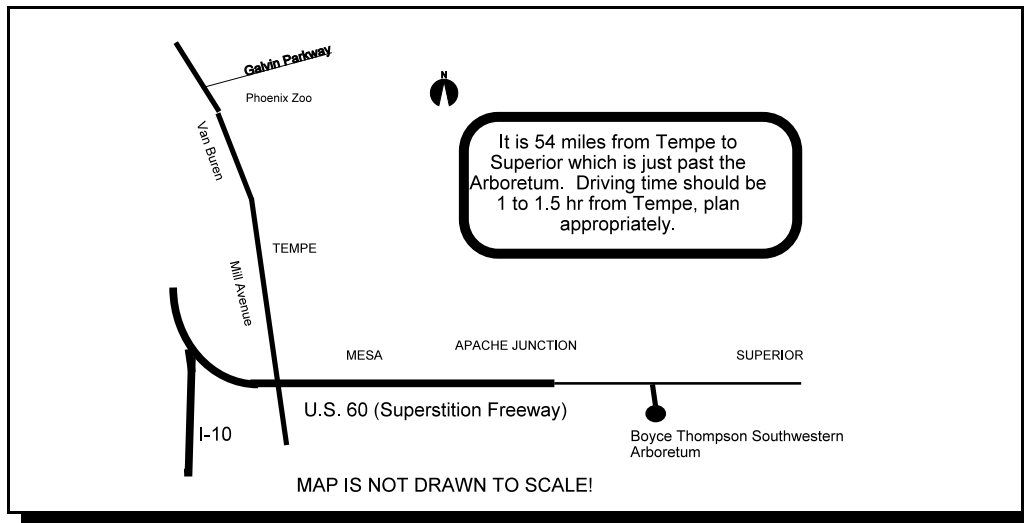 Galvin Parkway
N
Phoenix Zoo
Van Buren
It is 54 miles from Tempe to
Superior which is just past the
Arboretum. Driving time should be
1 to 1.5 hr from Tempe, plan
appropriately.
TEMPE
Mill Avenue
MESA
APACHE JUNCTION
SUPERIOR
U.S. 60 (Superstition Freeway)
I-10
Boyce Thompson Southwestern
Arboretum
MAP IS NOT DRAWN TO SCALE!